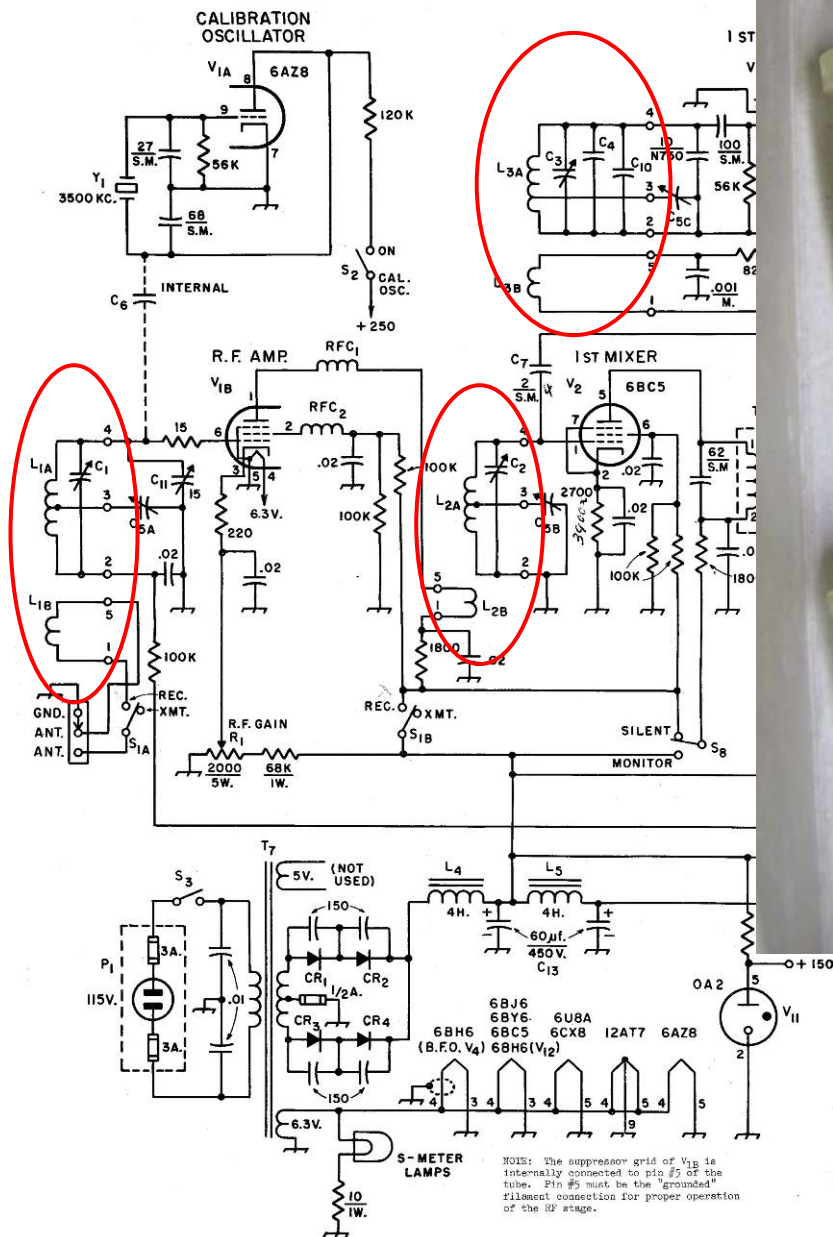 CALIBRATION
OSCILLATOR
V1A 6AZ8
8
9
7
27
S.M.
56K
Y1
3500 KC.
68
S.M.
120K
ON
S2
CAL.
OSC.
+250
C6
INTERNAL
1 ST
V
4
L3A
C3
C4
C10
10
N750
100
S.M.
56K
3
C5C
2
L3B
5
82
.001
M.
1
R.F. AMP.
V1B
RFC1
1
RFC2
2
15
6
3
5
4
6.3V.
.02
100K
100K
220
.02
4
L1A
C1
C11
15
3
C5A
2
.02
L1B
5
1
100K
REC.
XMT.
GND.
ANT.
ANT.
S1A
C7
2
S.M.
4
1ST MIXER
V2
6BC5
5
7
1
6
2
.02
62
S.M
4
L2A
C2
3
C5B
2
2700
3900Ω
.02
100K
1
2
.0
180
5
1
L2B
1800
.02
REC.
XMT.
S1B
R.F. GAIN
R1
2000
5W.
68K
1W.
SILENT
S8
MONITOR
T7
5V.
(NOT
USED)
S3
150
CR1
CR2
1/2A.
CR3
CR4
150
P1
3A.
115V.
3A.
.01
L4
4H.
L5
4H.
+
–
60µf.
450V.
C13
+
–
+150
OA2
5
V11
2
6BH6
(B.F.O. V4)
6BJ6
6BY6
6BC5
6BH6(V12)
6U8A
6CX8
12AT7
6AZ8
4
3
4
3
4
5
4
5
9
4
5
6.3V.
S-METER
LAMPS
10
1W.
NOTE: The suppressor grid of V1B is
internally connected to pin #5 of the
tube. Pin #5 must be the "grounded"
filament connection for proper operation
of the RF stage.